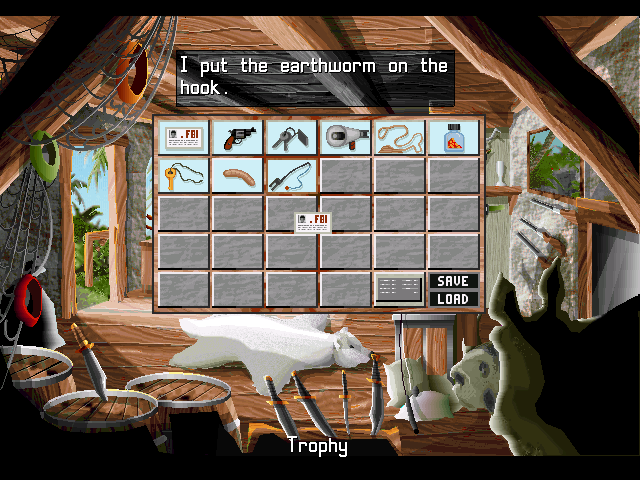 I put the earthworm on the
hook.
.FBI
.FBI
SAVE
LOAD
Trophy